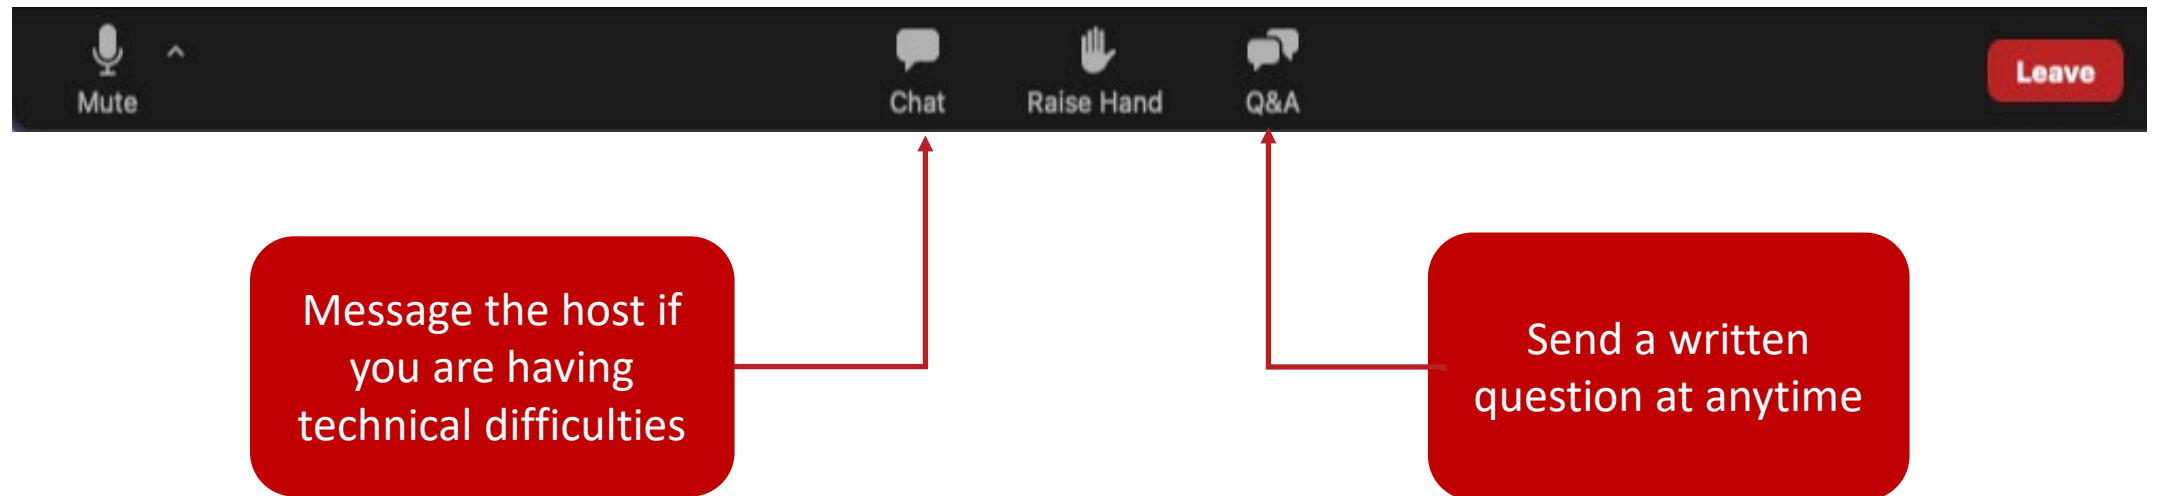 Mute
Chat
Raise Hand
Q&A
Leave
Message the host if
you are having
technical difficulties
Send a written
question at anytime